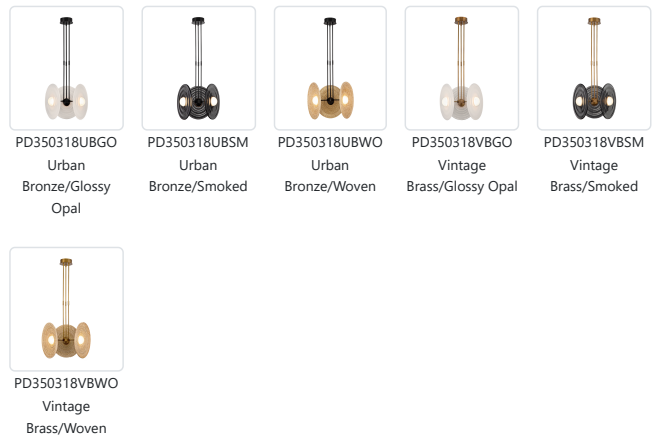 PD350318UBGO
Urban
Bronze/Glossy
Opal
PD350318UBSM
Urban
Bronze/Smoked
PD350318UBWO
Urban
Bronze/Woven
PD350318VBGO
Vintage
Brass/Glossy Opal
PD350318VBSM
Vintage
Brass/Smoked
PD350318VBWO
Vintage
Brass/Woven